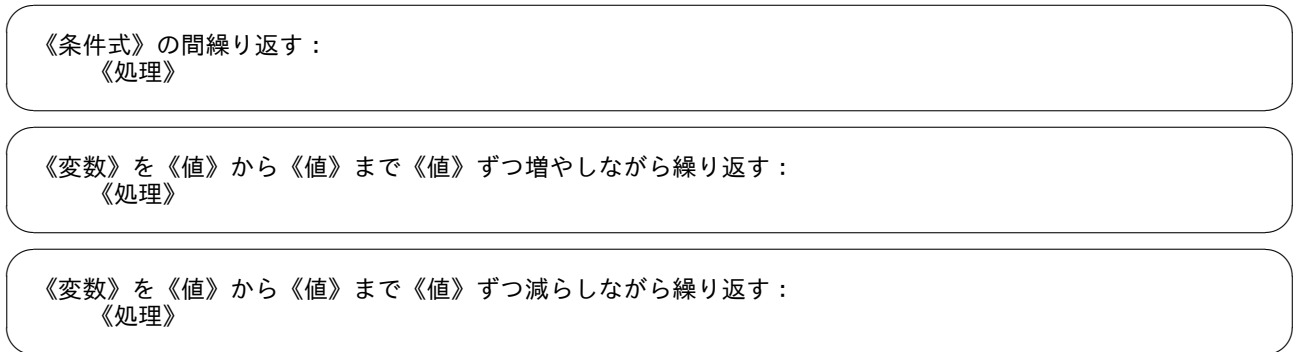 《条件式》の間繰り返す:
《処理》
《変数》を《値》から《値》まで《値》ずつ増やしながら繰り返す:
《処理》
《変数》を《値》から《値》まで《値》ずつ減らしながら繰り返す:
《処理》